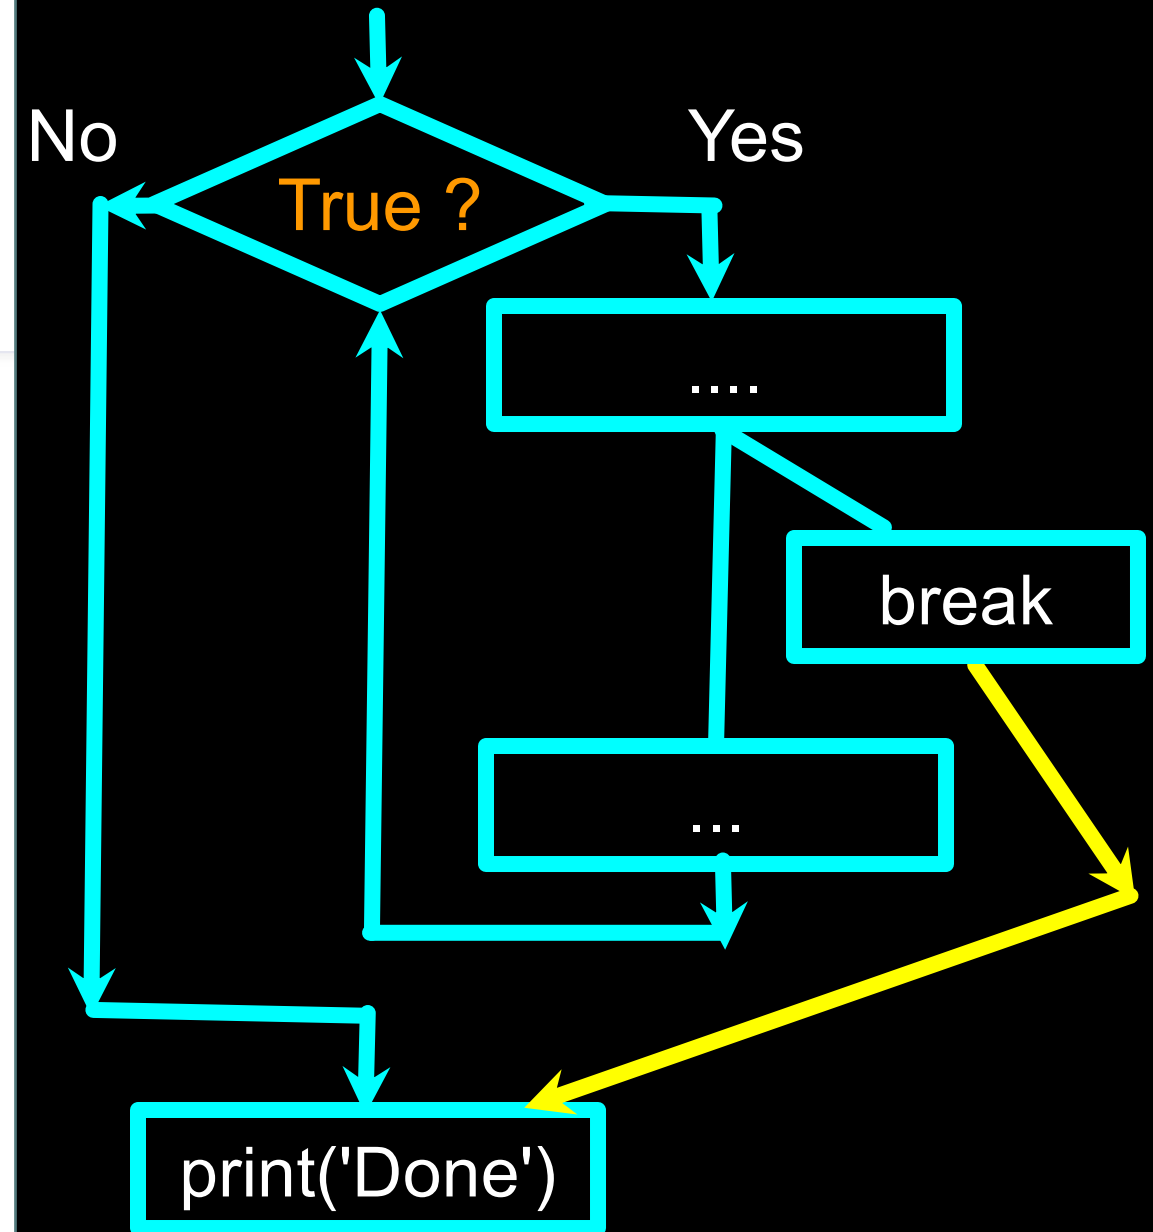 No
Yes
True ?
....
break
...
print('Done')